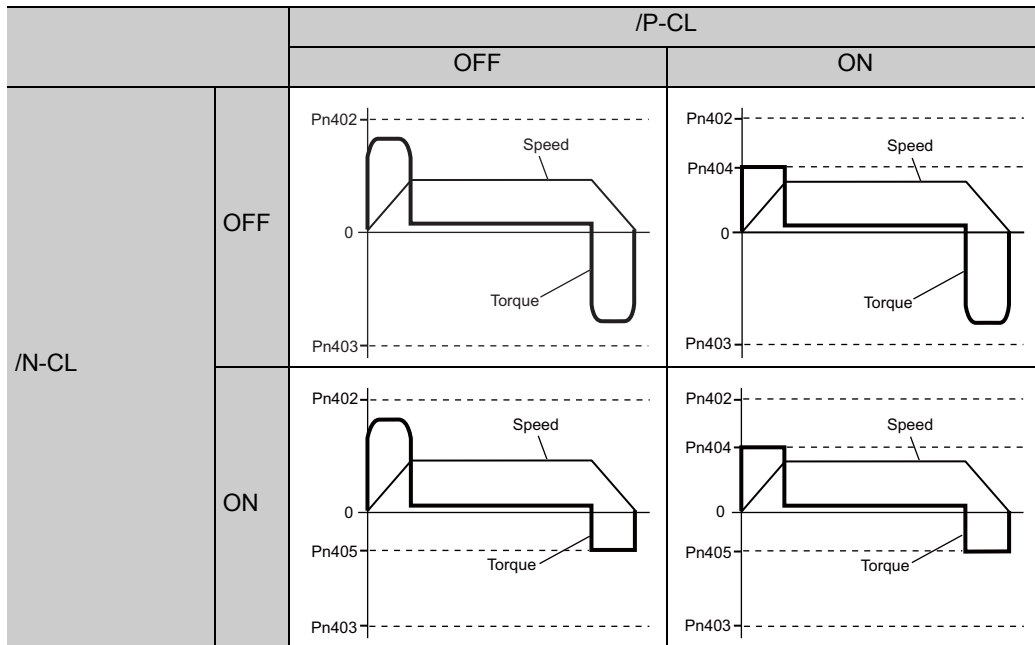 /P-CL
OFF
ON
/N-CL
OFF
Pn402
Speed
0
Torque
Pn403
Pn402
Pn404
Speed
0
Torque
Pn403
ON
Pn402
Speed
0
Pn405
Torque
Pn403
Pn402
Pn404
Speed
0
Pn405
Torque
Pn403